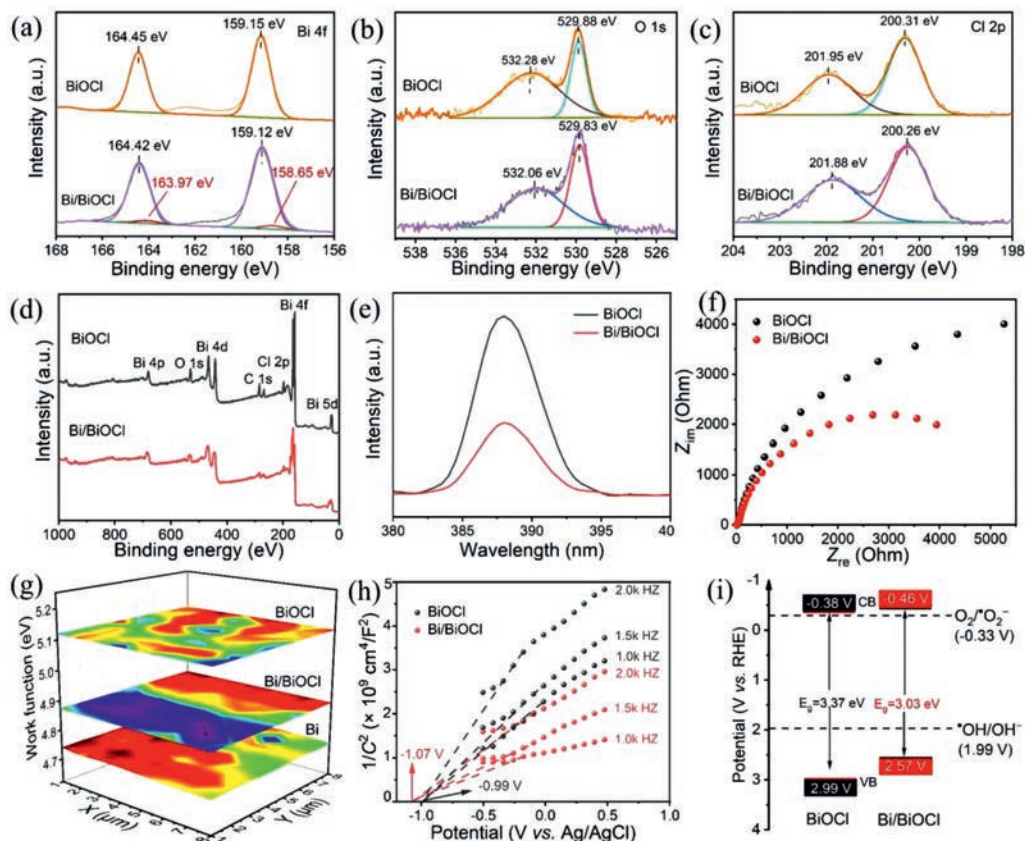 (a)
Bi 4f
164.45 eV
159.15 eV
BiOCl
164.42 eV
159.12 eV
163.97 eV
158.65 eV
Bi/BiOCl
Intensity (a.u.)
168 166 164 162 160 158 156
Binding energy (eV)
(b)
O 1s
529.88 eV
532.28 eV
BiOCl
529.83 eV
532.06 eV
Bi/BiOCl
Intensity (a.u.)
538 536 534 532 530 528 526
Binding energy (eV)
(c)
Cl 2p
200.31 eV
201.95 eV
BiOCl
200.26 eV
201.88 eV
Bi/BiOCl
Intensity (a.u.)
204 203 202 201 200 199 198
Binding energy (eV)
(d)
BiOCl
Bi 4f
Bi 4d
Bi 4p
O 1s
Cl 2p
C 1s
Bi 5d
Bi/BiOCl
Intensity (a.u.)
1000 800 600 400 200 0
Binding energy (eV)
(e)
BiOCl
Bi/BiOCl
Intensity (a.u.)
380 385 390 395 40
Wavelength (nm)
(f)
BiOCl
Bi/BiOCl
Zim (Ohm)
4000
3000
2000
1000
0
0 1000 2000 3000 4000 5000
Zre (Ohm)
(g)
Work function (eV)
5.2
5.1
5.0
4.9
4.8
4.7
BiOCl
Bi/BiOCl
Bi
X (μm)
Y (μm)
(h)
BiOCl
Bi/BiOCl
2.0k HZ
1.5k HZ
1.0k HZ
2.0k HZ
1.5k HZ
1.0k HZ
-1.07 V
-0.99 V
1/C² (× 10⁹ cm⁴/F²)
5
4
3
2
1
0
-1.0 -0.5 0.0 0.5 1.0
Potential (V vs. Ag/AgCl)
(i)
Potential (V vs. RHE)
-1
0
1
2
3
4
-0.38 V
CB
-0.46 V
O₂/•O₂⁻
(-0.33 V)
Eg=3.37 eV
Eg=3.03 eV
•OH/OH⁻
(1.99 V)
2.99 V
VB
2.57 V
BiOCl
Bi/BiOCl